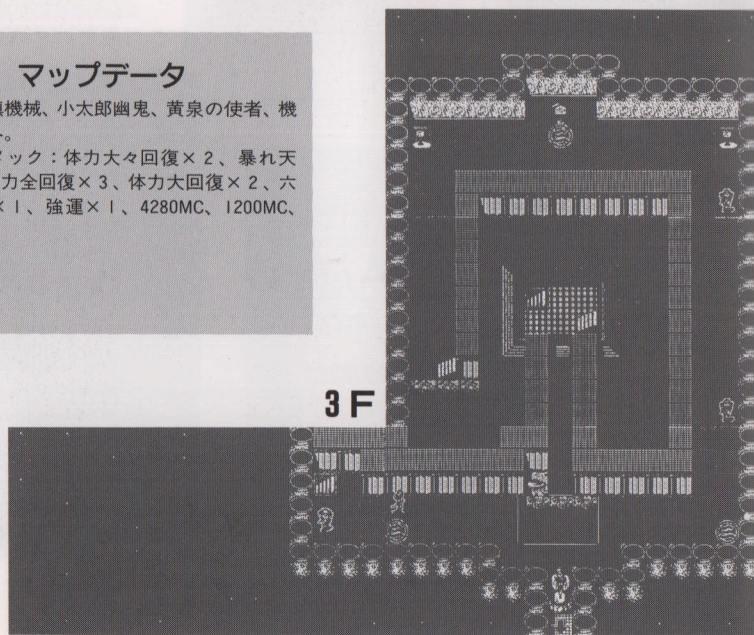 マップデータ
機械、小太郎幽鬼、黄泉の使者、機
ック：体力大々回復×2、暴れ天
力全回復×3、体力大回復×2、六
×1、強運×1、4280MC、1200MC、
3F